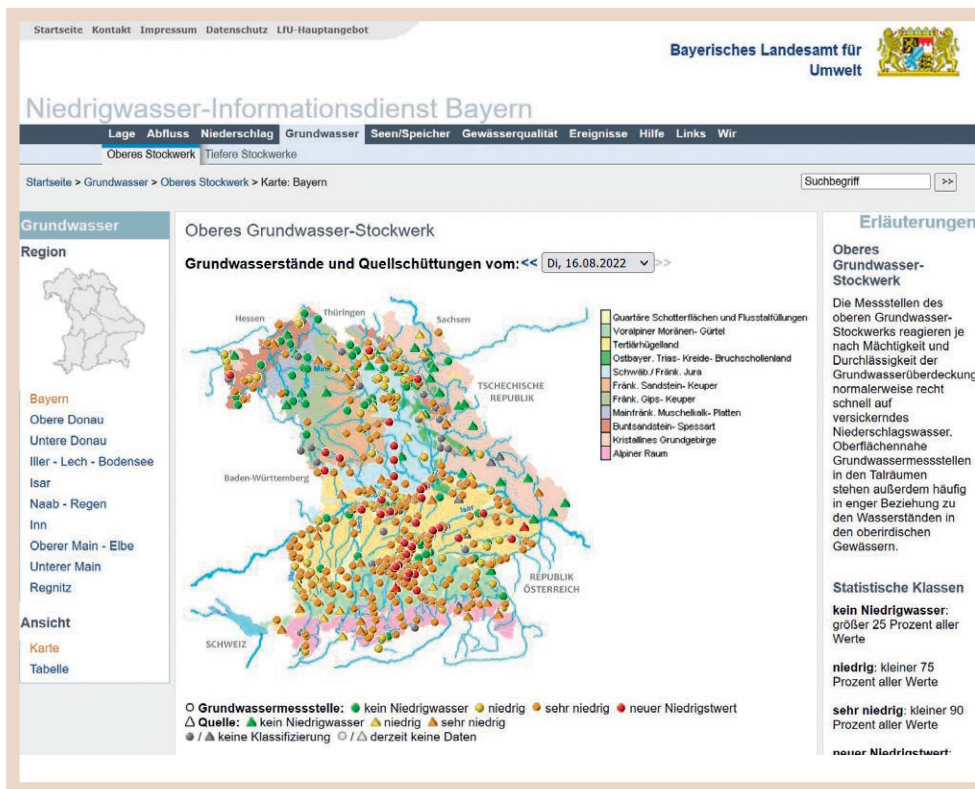 Startseite Kontakt Impressum Datenschutz LfU-Hauptangebot
Bayerisches Landesamt für
Umwelt
Niedrigwasser-Informationsdienst Bayern
Lage Abfluss Niederschlag Grundwasser Seen/Speicher Gewässerqualität Ereignisse Hilfe Links Wir
Oberes Stockwerk Tiefere Stockwerke
Startseite > Grundwasser > Oberes Stockwerk > Karte: Bayern
Suchbegriff >>
Grundwasser
Region
Bayern
Obere Donau
Untere Donau
Iller - Lech - Bodensee
Isar
Naab - Regen
Inn
Oberer Main - Elbe
Unterer Main
Regnitz
Ansicht
Karte
Tabelle
Oberes Grundwasser-Stockwerk
Grundwasserstände und Quellschüttungen vom: << Di, 16.08.2022 >>
Hessen
Thüringen
Sachsen
TSCHECHISCHE
REPUBLIK
Baden-Württemberg
Isar
REPUBLIK
ÖSTERREICH
SCHWEIZ
Quartäre Schotterflächen und Flusstalfüllungen
Voralpiner Moränen- Gürtel
Tertiärhügelland
Ostbayer. Trias- Kreide- Bruchschollenland
Schwäb./ Fränk. Jura
Fränk. Sandstein- Keuper
Fränk. Gips- Keuper
Mainfränk. Muschelkalk- Platten
Buntsandstein- Spessart
Kristallines Grundgebirge
Alpiner Raum
Grundwassermessstelle: kein Niedrigwasser niedrig sehr niedrig neuer Niedrigstwert
Quelle: kein Niedrigwasser niedrig sehr niedrig
/ keine Klassifizierung / derzeit keine Daten
Erläuterungen
Oberes
Grundwasser-
Stockwerk
Die Messstellen des
oberen Grundwasser-
Stockwerks reagieren je
nach Mächtigkeit und
Durchlässigkeit der
Grundwasserüberdeckung
normalerweise recht
schnell auf
versickerndes
Niederschlagswasser.
Oberflächennahe
Grundwassermessstellen
in den Talräumen
stehen außerdem häufig
in enger Beziehung zu
den Wasserständen in
den oberirdischen
Gewässern.
Statistische Klassen
kein Niedrigwasser:
größer 25 Prozent aller
Werte
niedrig: kleiner 75
Prozent aller Werte
sehr niedrig: kleiner 90
Prozent aller Werte
neuer Niedrigstwert: